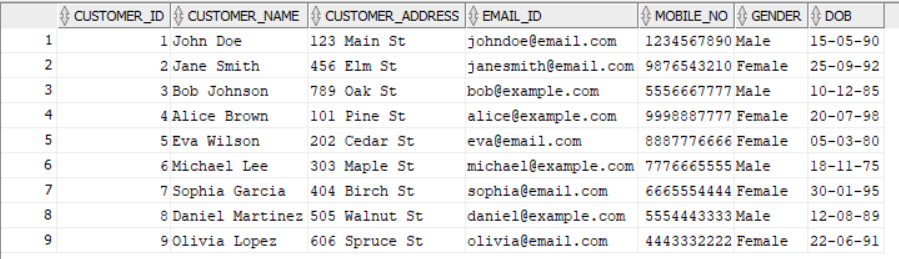 CUSTOMER_ID CUSTOMER_NAME CUSTOMER_ADDRESS EMAIL_ID MOBILE_NO GENDER DOB
1 1 John Doe 123 Main St johndoe@email.com 1234567890 Male 15-05-90
2 2 Jane Smith 456 Elm St janesmith@email.com 9876543210 Female 25-09-92
3 3 Bob Johnson 789 Oak St bob@example.com 5556667777 Male 10-12-85
4 4 Alice Brown 101 Pine St alice@example.com 9998887777 Female 20-07-98
5 5 Eva Wilson 202 Cedar St eva@email.com 8887776666 Female 05-03-80
6 6 Michael Lee 303 Maple St michael@example.com 7776665555 Male 18-11-75
7 7 Sophia Garcia 404 Birch St sophia@email.com 6665554444 Female 30-01-95
8 8 Daniel Martinez 505 Walnut St daniel@example.com 5554443333 Male 12-08-89
9 9 Olivia Lopez 606 Spruce St olivia@email.com 4443332222 Female 22-06-91